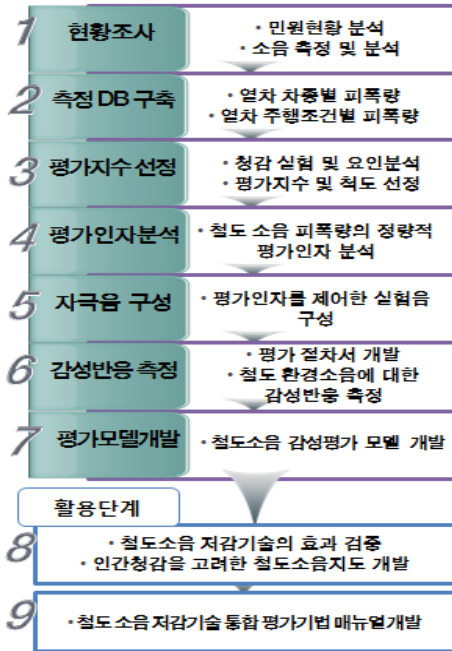 1
현황조사
• 민원현황 분석
• 소음 측정 및 분석
2
측정 DB 구축
• 열차 차종별 피폭량
• 열차 주행조건별 피폭량
3
평가지수 선정
• 청감 실험 및 요인분석
• 평가지수 및 척도 선정
4
평가인자분석
• 철도 소음 피폭량의 정량적
평가인자 분석
5
자극음 구성
• 평가인자를 제어한 실험음
구성
6
감성반응 측정
• 평가 절차서 개발
• 철도 환경소음에 대한
감성반응 측정
7
평가모델개발
• 철도소음 감성평가 모델 개발
활용단계
8
• 철도소음 저감기술의 효과 검증
• 인간청감을 고려한 철도소음지도 개발
9
• 철도 소음 저감기술 통합 평가기법 매뉴얼개발